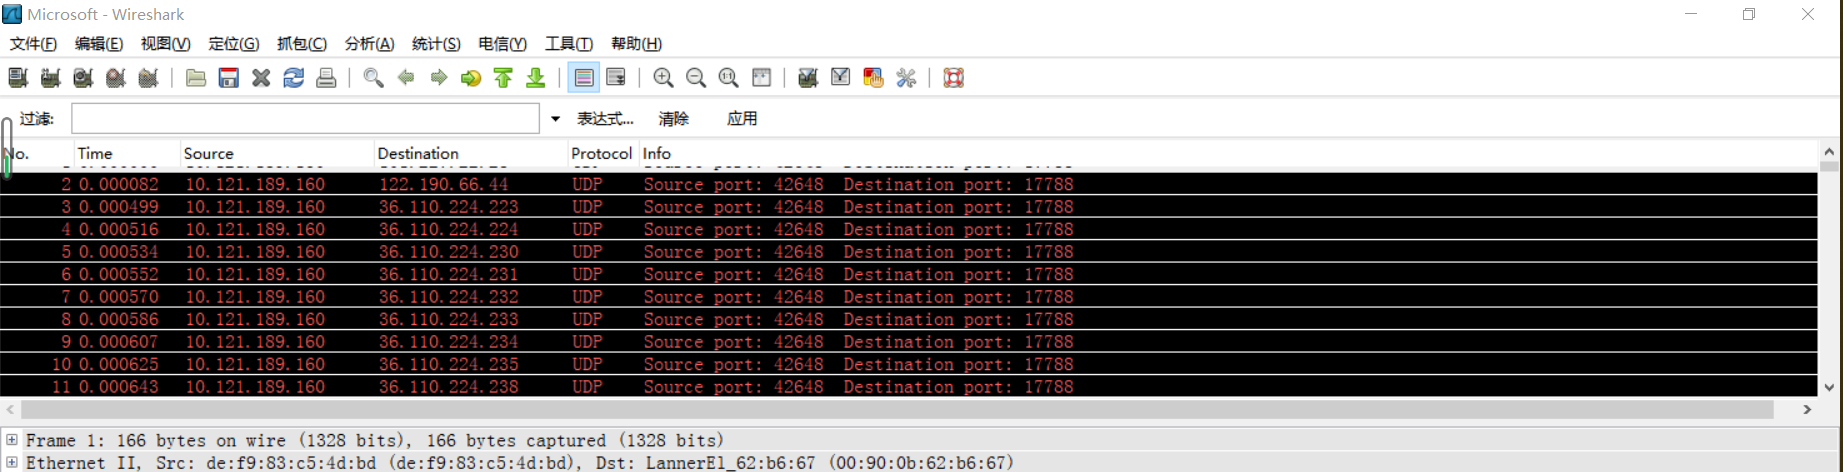 Microsoft - Wireshark
文件(F) 编辑(E) 视图(V) 定位(G) 抓包(C) 分析(A) 统计(S) 电信(Y) 工具(T) 帮助(H)
过滤: 表达式... 清除 应用
No. Time Source Destination Protocol Info
2 0.000082 10.121.189.160 122.190.66.44 UDP Source port: 42648 Destination port: 17788
3 0.000499 10.121.189.160 36.110.224.223 UDP Source port: 42648 Destination port: 17788
4 0.000516 10.121.189.160 36.110.224.224 UDP Source port: 42648 Destination port: 17788
5 0.000534 10.121.189.160 36.110.224.230 UDP Source port: 42648 Destination port: 17788
6 0.000552 10.121.189.160 36.110.224.231 UDP Source port: 42648 Destination port: 17788
7 0.000570 10.121.189.160 36.110.224.232 UDP Source port: 42648 Destination port: 17788
8 0.000586 10.121.189.160 36.110.224.233 UDP Source port: 42648 Destination port: 17788
9 0.000607 10.121.189.160 36.110.224.234 UDP Source port: 42648 Destination port: 17788
10 0.000625 10.121.189.160 36.110.224.235 UDP Source port: 42648 Destination port: 17788
11 0.000643 10.121.189.160 36.110.224.238 UDP Source port: 42648 Destination port: 17788
Frame 1: 166 bytes on wire (1328 bits), 166 bytes captured (1328 bits)
Ethernet II, Src: de:f9:83:c5:4d:bd (de:f9:83:c5:4d:bd), Dst: LannerEl_62:b6:67 (00:90:0b:62:b6:67)